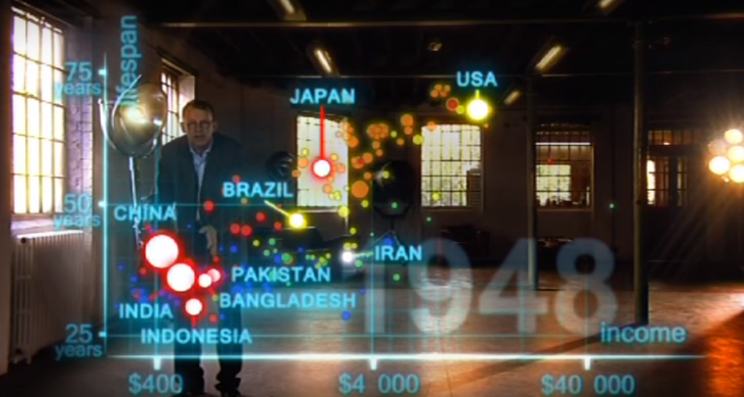 lifespan
75
years
USA
JAPAN
BRAZIL
50
years
CHINA
IRAN
PAKISTAN
1948
BANGLADESH
INDIA
INDONESIA
25
years
income
$400
$4 000
$40 000